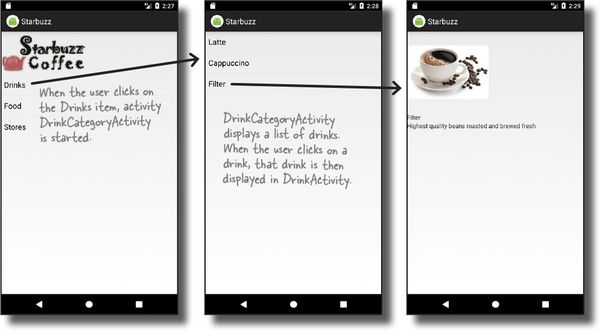 2:27
Starbuzz
Starbuzz
Coffee
Drinks
Food
Stores
When the user clicks on
the Drinks item, activity
DrinkCategoryActivity
is started.
2:28
Starbuzz
Latte
Cappuccino
Filter
DrinkCategoryActivity
displays a list of drinks.
When the user clicks on a
drink, that drink is then
displayed in DrinkActivity.
2:29
Starbuzz
Filter
Highest quality beans roasted and brewed fresh